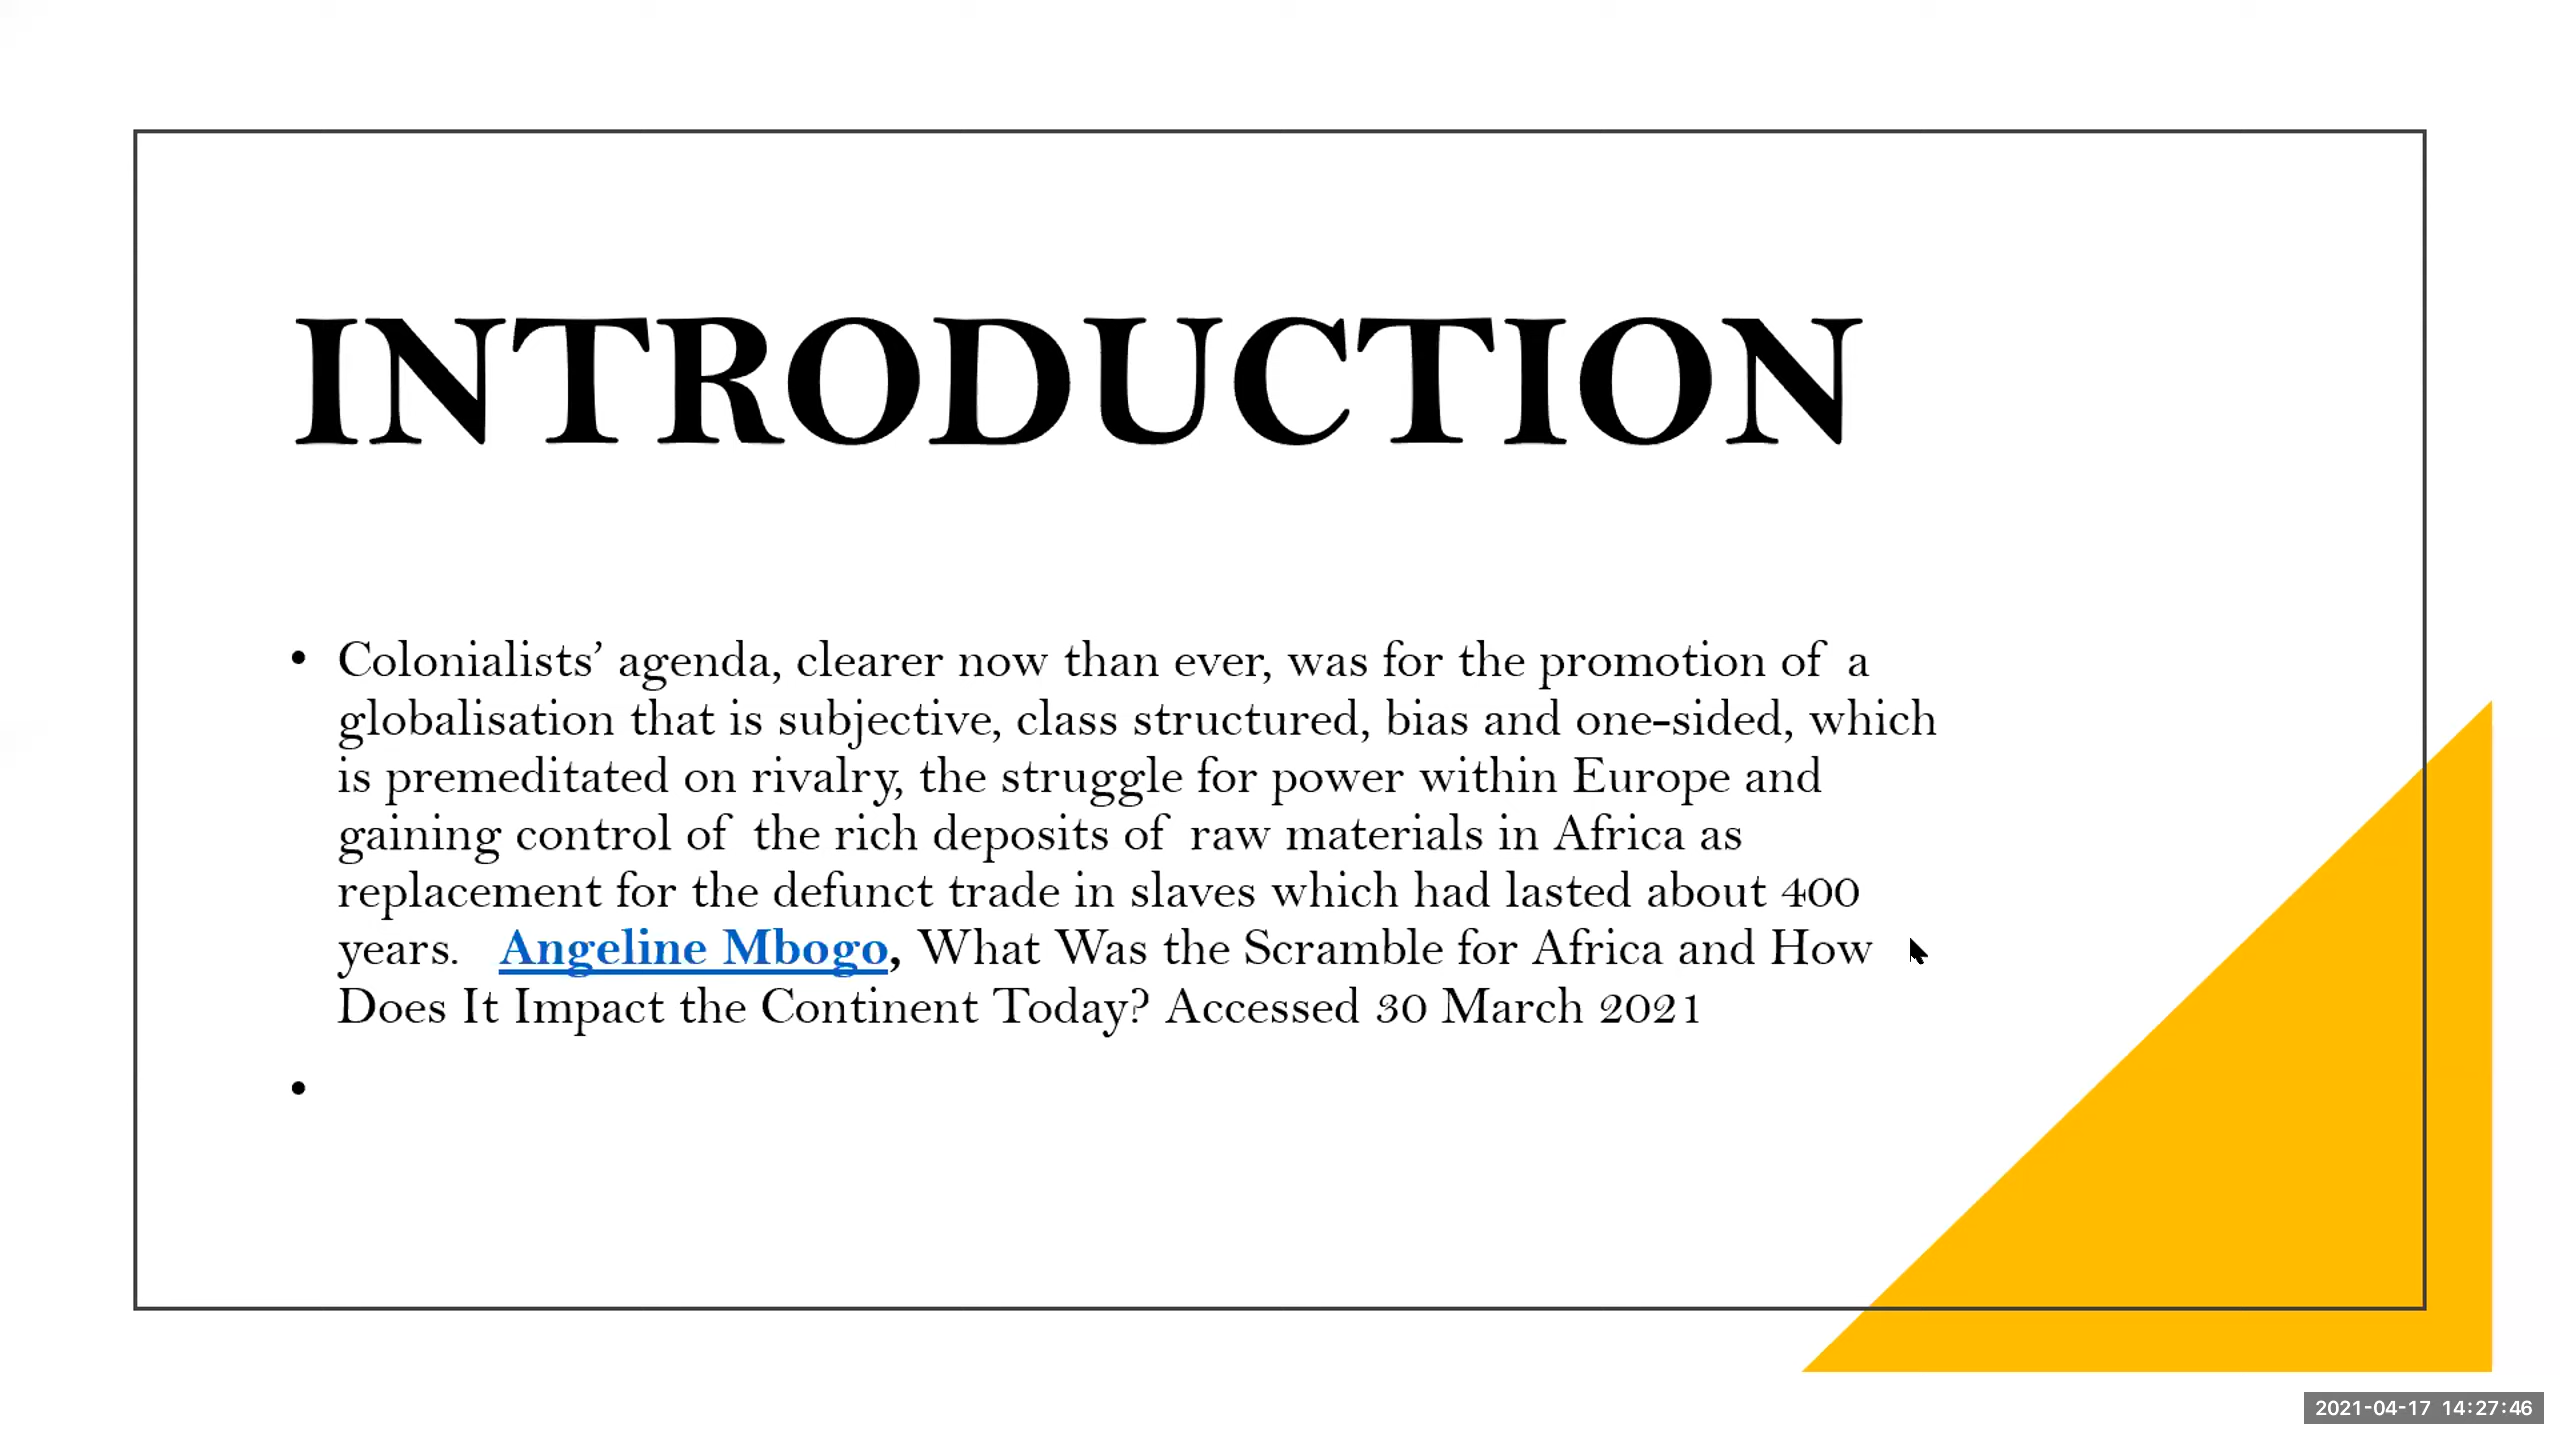 INTRODUCTION
• Colonialists’ agenda, clearer now than ever, was for the promotion of a
globalisation that is subjective, class structured, bias and one-sided, which
is premeditated on rivalry, the struggle for power within Europe and
gaining control of the rich deposits of raw materials in Africa as
replacement for the defunct trade in slaves which had lasted about 400
years. Angeline Mbogo, What Was the Scramble for Africa and How
Does It Impact the Continent Today? Accessed 30 March 2021
•
2021-04-17 14:27:46